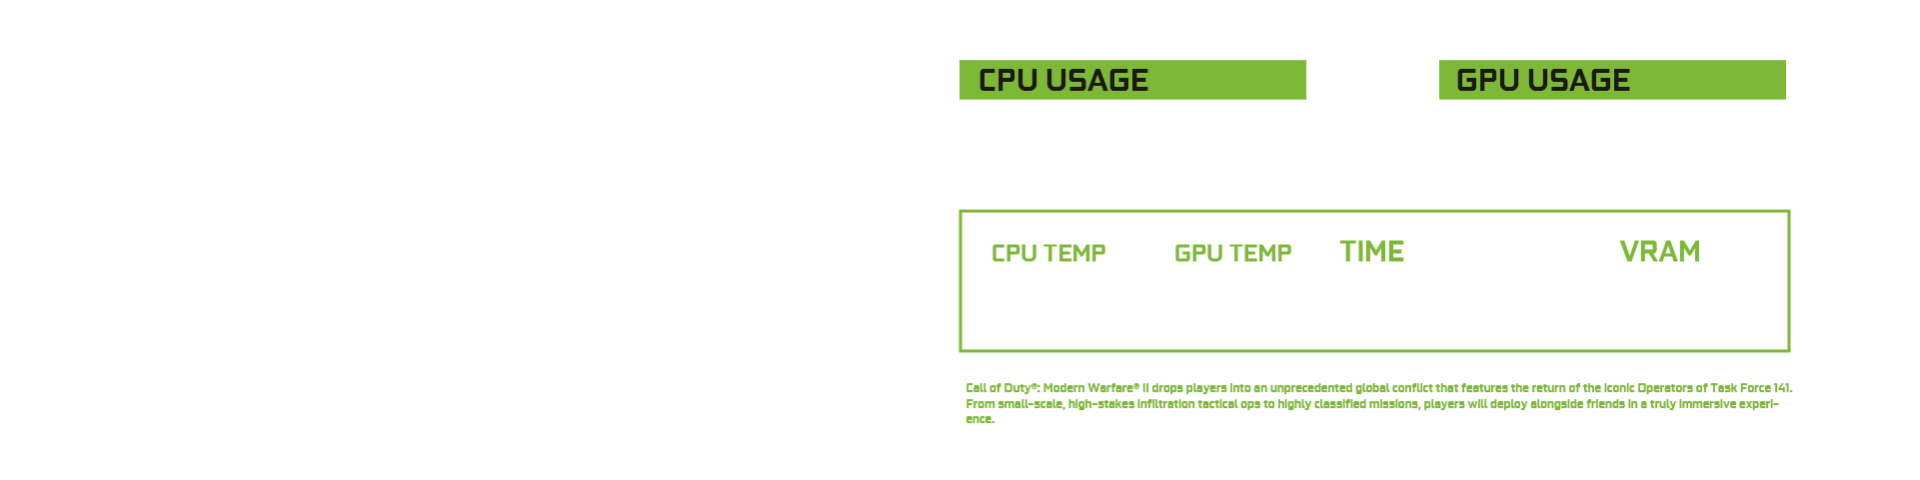 CPU USAGE
GPU USAGE
CPU TEMP
GPU TEMP
TIME
VRAM
Call of Duty®: Modern Warfare® II drops players into an unprecedented global conflict that features the return of the iconic Operators of Task Force 141.
From small-scale, high-stakes infiltration tactical ops to highly classified missions, players will deploy alongside friends in a truly immersive experi-
ence.